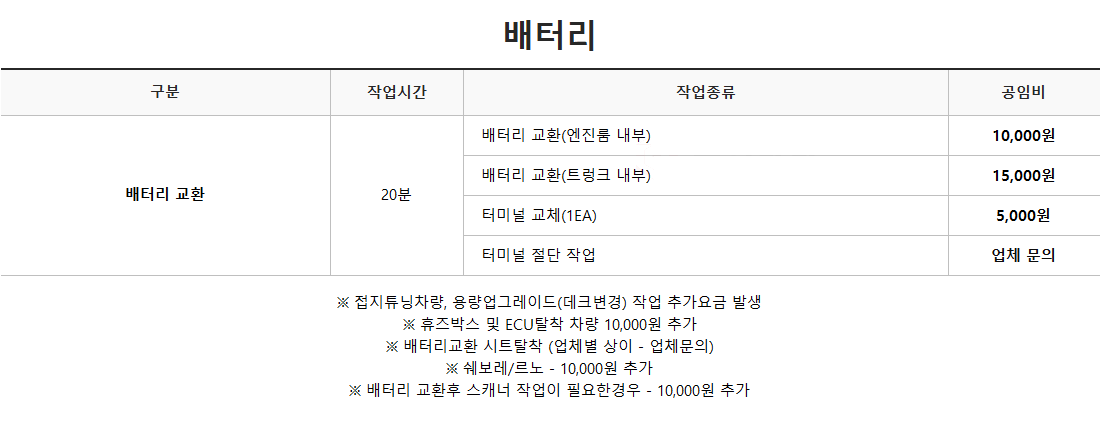 배터리
구분 작업시간 작업종류 공임비
배터리 교환 20분 배터리 교환(엔진룸 내부) 10,000원
배터리 교환(트렁크 내부) 15,000원
터미널 교체(1EA) 5,000원
터미널 절단 작업 업체 문의
※ 접지튜닝차량, 용량업그레이드(데크변경) 작업 추가요금 발생
※ 휴즈박스 및 ECU탈착 차량 10,000원 추가
※ 배터리교환 시트탈착 (업체별 상이 - 업체문의)
※ 쉐보레/르노 - 10,000원 추가
※ 배터리 교환후 스캐너 작업이 필요한경우 - 10,000원 추가